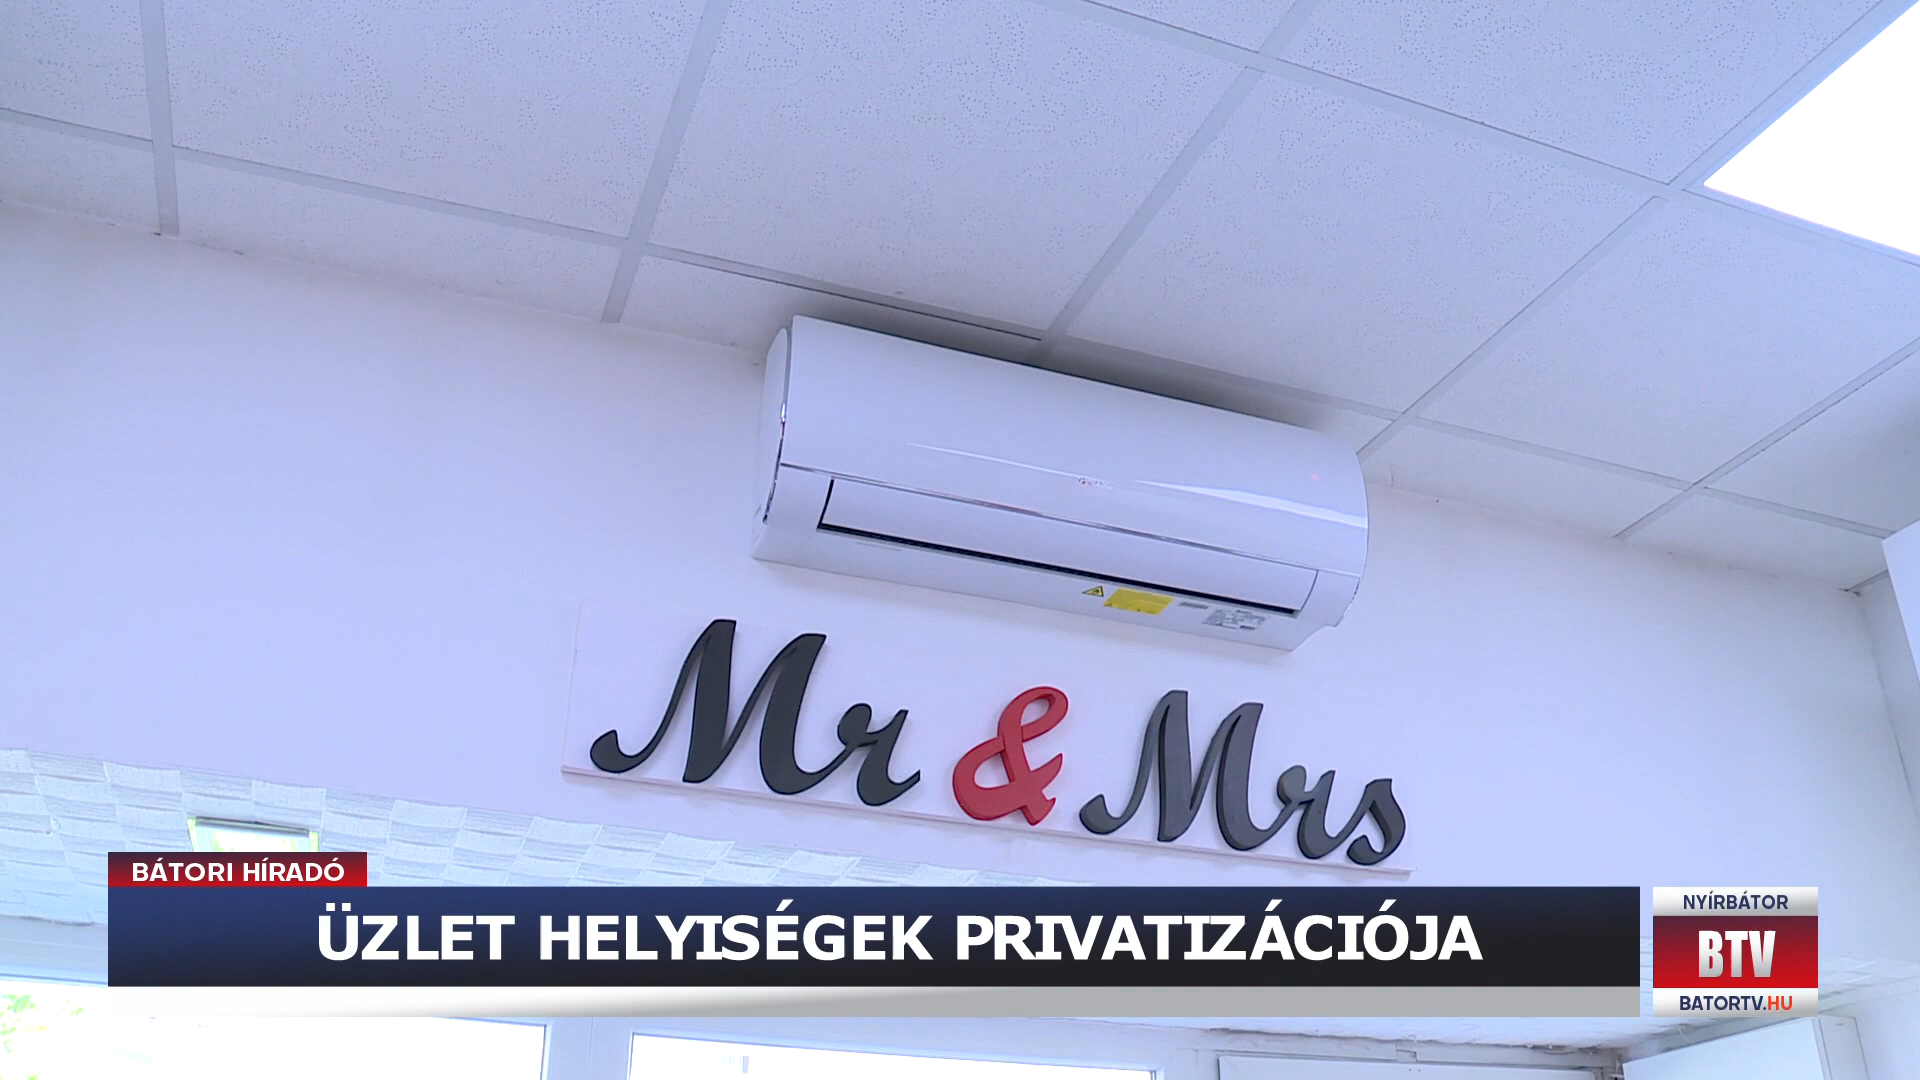 Mr & Mrs
BÁTORI HÍRADÓ
ÜZLET HELYISÉGEK PRIVATIZÁCIÓJA
NYÍRBÁTOR
BTV
BATORTV.HU